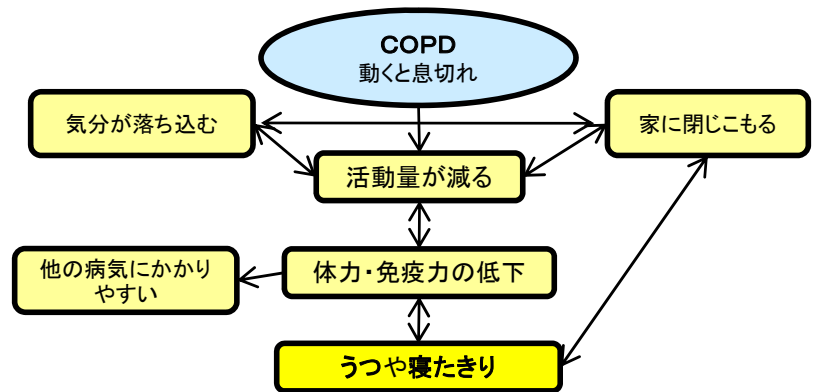 COPD
動くと息切れ
気分が落ち込む
家に閉じこもる
活動量が減る
他の病気にかかり
やすい
体力・免疫力の低下
うつや寝たきり